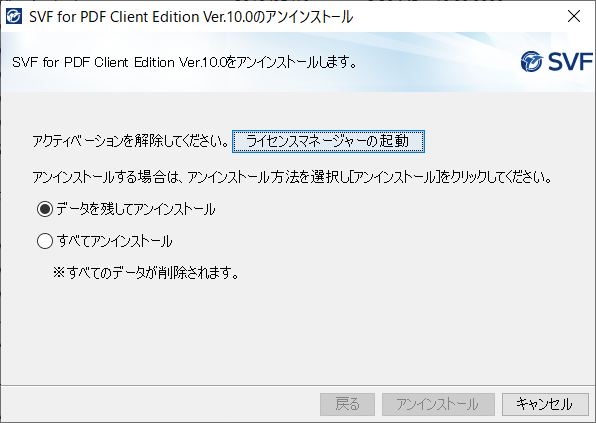 SVF for PDF Client Edition Ver.10.0のアンインストール
SVF for PDF Client Edition Ver.10.0をアンインストールします。
SVF
アクティベーションを解除してください。 ライセンスマネージャーの起動
アンインストールする場合は、アンインストール方法を選択し[アンインストール]をクリックしてください。
データを残してアンインストール
すべてアンインストール
※すべてのデータが削除されます。
戻る アンインストール キャンセル